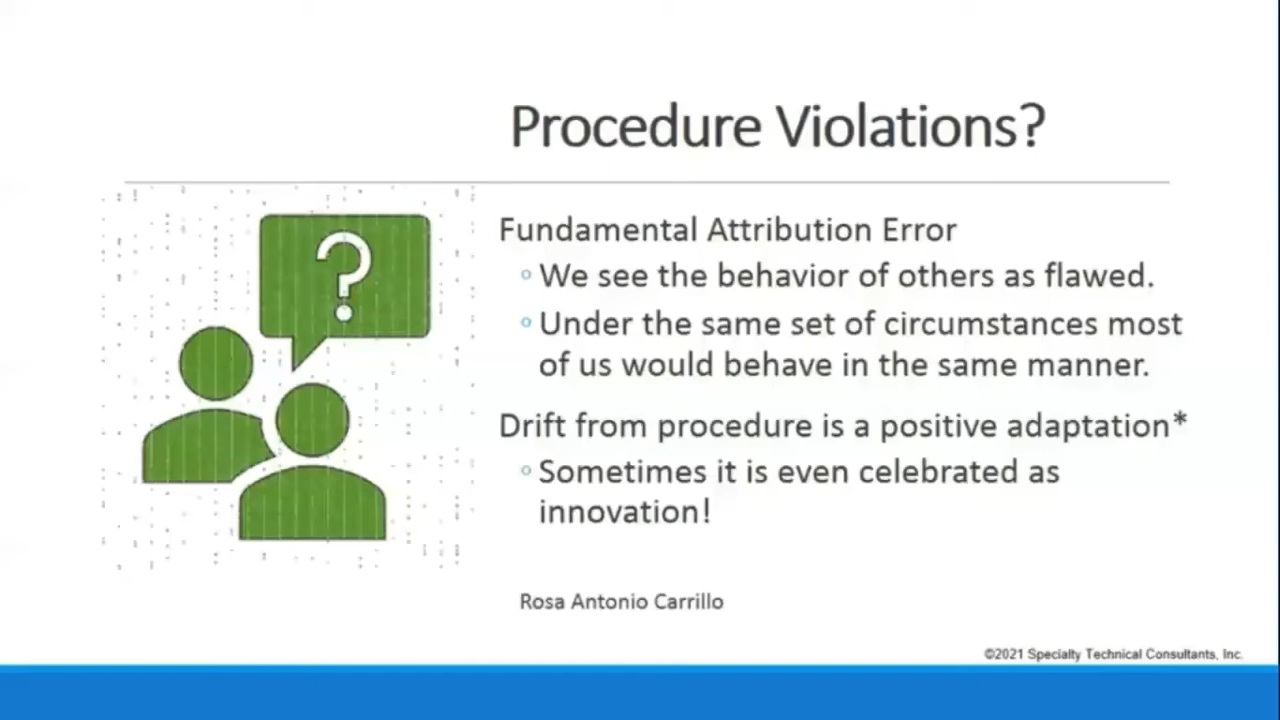 Procedure Violations?
?
Fundamental Attribution Error
We see the behavior of others as flawed.
Under the same set of circumstances most
of us would behave in the same manner.
Drift from procedure is a positive adaptation*
Sometimes it is even celebrated as
innovation!
Rosa Antonio Carrillo
©2021 Specialty Technical Consultants, Inc.